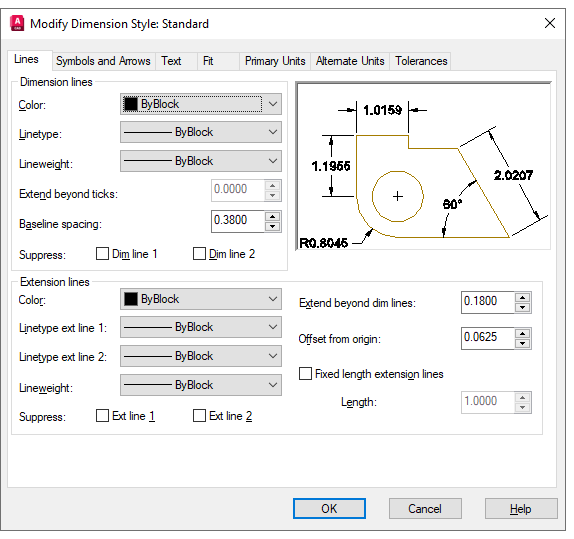 Modify Dimension Style: Standard
Lines Symbols and Arrows Text Fit Primary Units Alternate Units Tolerances
Dimension lines
Color: ByBlock
Linetype: ByBlock
Lineweight: ByBlock
Extend beyond ticks: 0.0000
Baseline spacing: 0.3800
Suppress: Dim line 1 Dim line 2
1.0159
1.1955
2.0207
60°
R0.8045
Extension lines
Color: ByBlock
Linetype ext line 1: ByBlock
Linetype ext line 2: ByBlock
Lineweight: ByBlock
Suppress: Ext line 1 Ext line 2
Extend beyond dim lines: 0.1800
Offset from origin: 0.0625
Fixed length extension lines
Length: 1.0000
OK Cancel Help